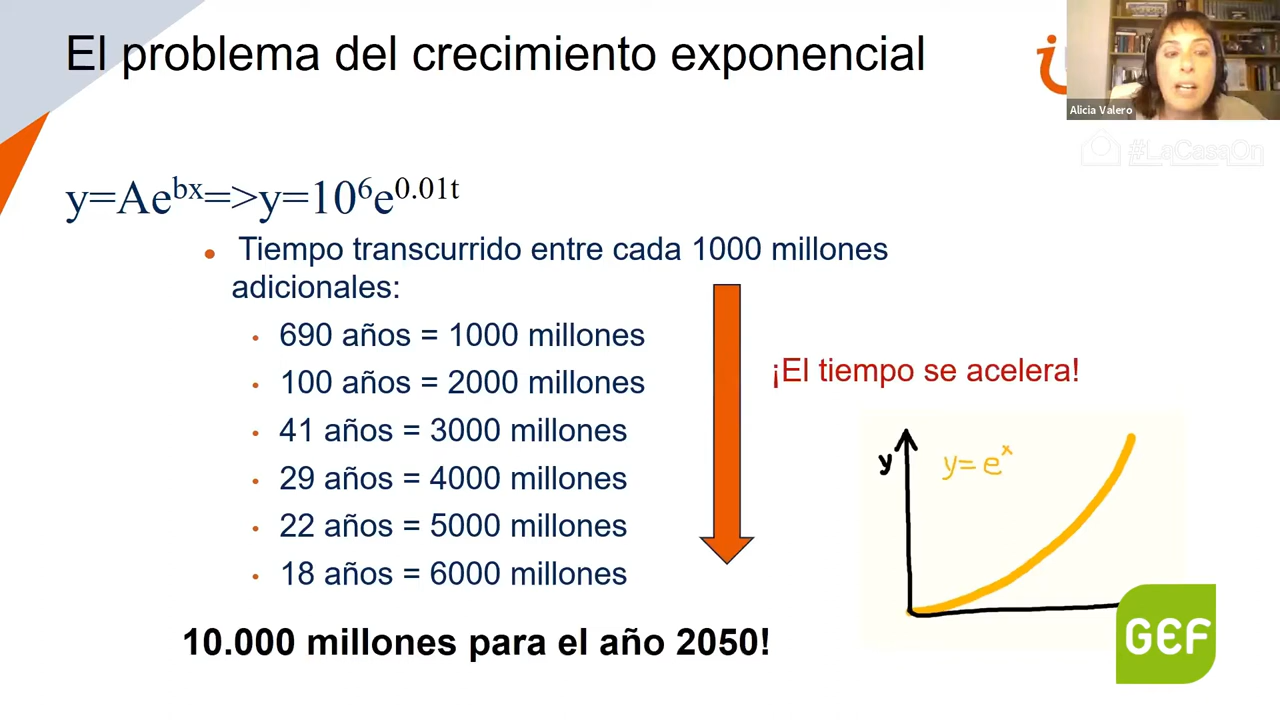 El problema del crecimiento exponencial
Alicia Valero
#LaCasaOn
y=Ae^bx=>y=10^6e^0.01t
• Tiempo transcurrido entre cada 1000 millones
adicionales:
• 690 años = 1000 millones
• 100 años = 2000 millones
• 41 años = 3000 millones
• 29 años = 4000 millones
• 22 años = 5000 millones
• 18 años = 6000 millones
¡El tiempo se acelera!
y
y=e^x
10.000 millones para el año 2050!
GEF